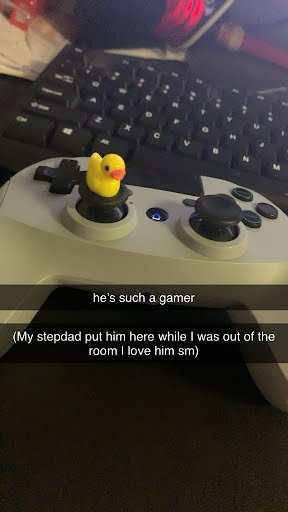 he's such a gamer
(My stepdad put him here while I was out of the
room I love him sm)